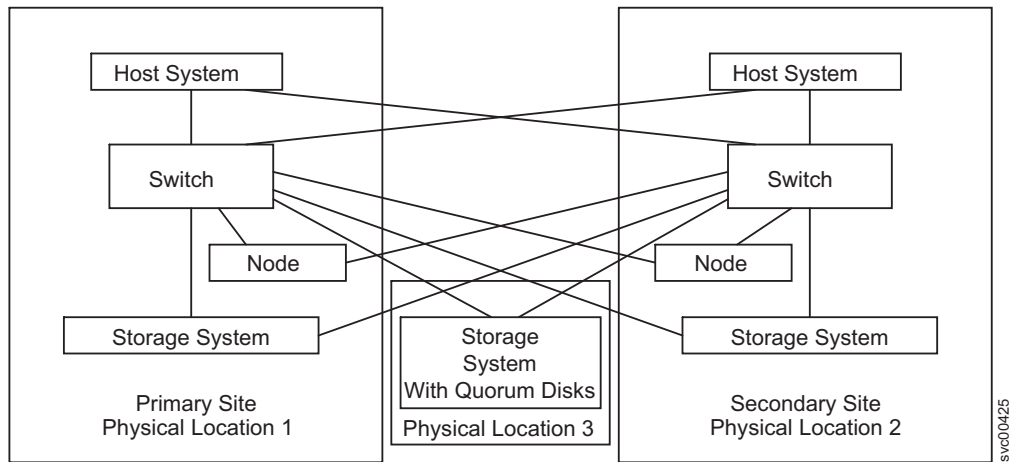 Host System
Switch
Node
Storage System
Primary Site
Physical Location 1
Storage
System
With Quorum Disks
Physical Location 3
Host System
Switch
Node
Storage System
Secondary Site
Physical Location 2
svc00425